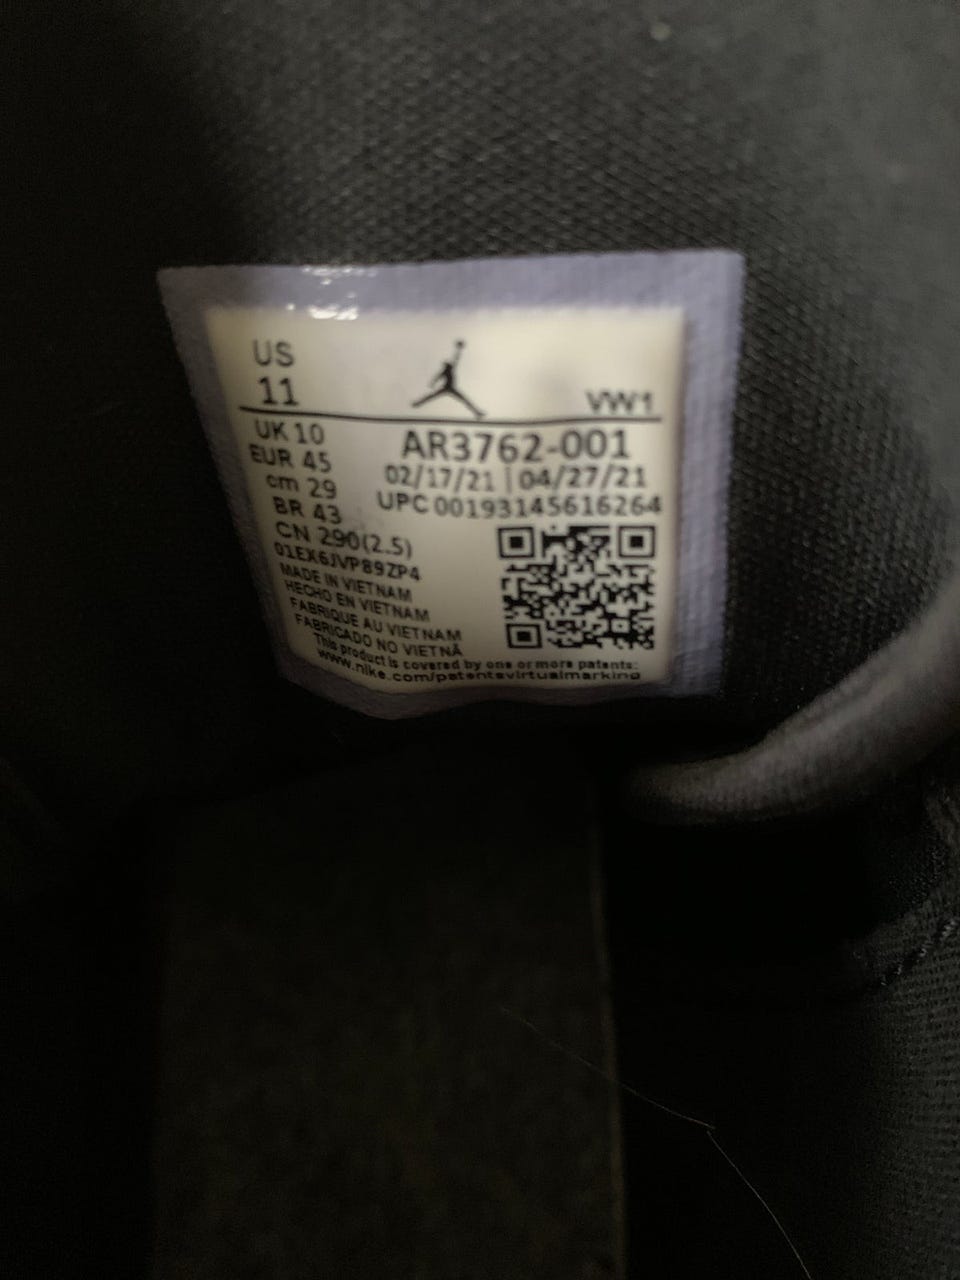 US
11
VW1
UK 10
EUR 45
cm 29
BR 43
CN 290(2.5)
AR3762-001
02/17/21 | 04/27/21
UPC 00193145616264
01EX6JVP89ZP4
MADE IN VIETNAM
HECHO EN VIETNAM
FABRIQUE AU VIETNAM
FABRICADO NO VIETNÃ
This product is covered by one or more patents:
www.nike.com/patentsvirtualmarking